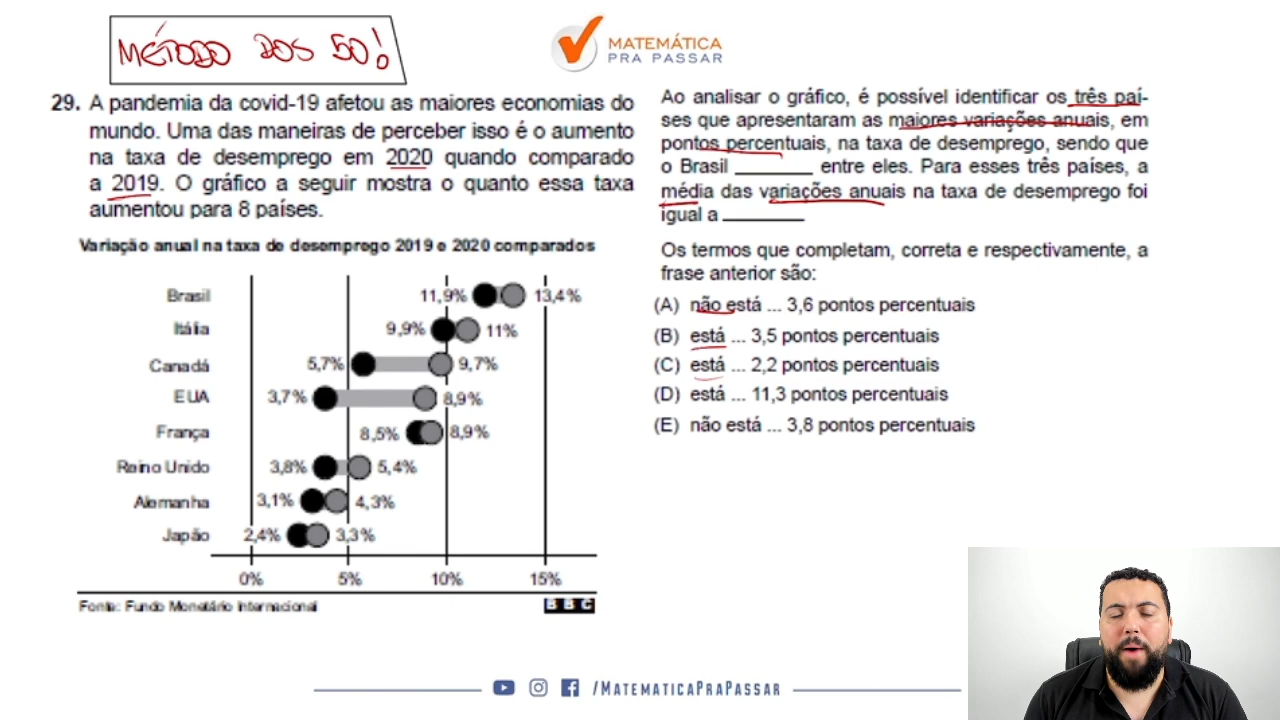 MÉTODO DOS 50!
MATEMÁTICA
PRA PASSAR
29. A pandemia da covid-19 afetou as maiores economias do
mundo. Uma das maneiras de perceber isso é o aumento
na taxa de desemprego em 2020 quando comparado
a 2019. O gráfico a seguir mostra o quanto essa taxa
aumentou para 8 países.
Variação anual na taxa de desemprego 2019 e 2020 comparados
Brasil 11,9% 13,4%
Itália 9,9% 11%
Canadá 5,7% 9,7%
EUA 3,7% 8,9%
França 8,5% 8,9%
Reino Unido 3,8% 5,4%
Alemanha 3,1% 4,3%
Japão 2,4% 3,3%
0% 5% 10% 15%
Fonte: Fundo Monetário Internacional
BBC
Ao analisar o gráfico, é possível identificar os três paí-
ses que apresentaram as maiores variações anuais, em
pontos percentuais, na taxa de desemprego, sendo que
o Brasil ________ entre eles. Para esses três países, a
média das variações anuais na taxa de desemprego foi
igual a ________
Os termos que completam, correta e respectivamente, a
frase anterior são:
(A) não está ... 3,6 pontos percentuais
(B) está ... 3,5 pontos percentuais
(C) está ... 2,2 pontos percentuais
(D) está ... 11,3 pontos percentuais
(E) não está ... 3,8 pontos percentuais
/MATEMATICAPRAPASSAR